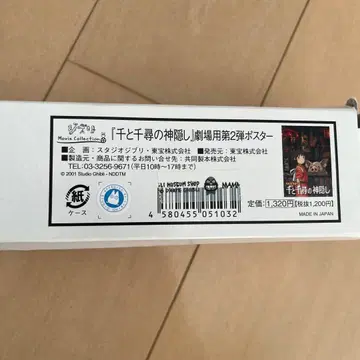 ジブリ
Movie Collection
『千と千尋の神隠し』劇場用第2弾ポスター
■企　画：スタジオジブリ・東宝株式会社　■発売元：東宝株式会社
■製造元・商品に関するお問い合せ先：共同製本株式会社
TEL:03-3256-9671(平日10時～17時まで)
© 2001 Studio Ghibli・NDDTM
紙
ケース
MUSEUM SHOP
MAMA
4 580455 051032
千と千尋の神隠し
定価：1,320円【税抜1,200円】
MADE IN JAPAN